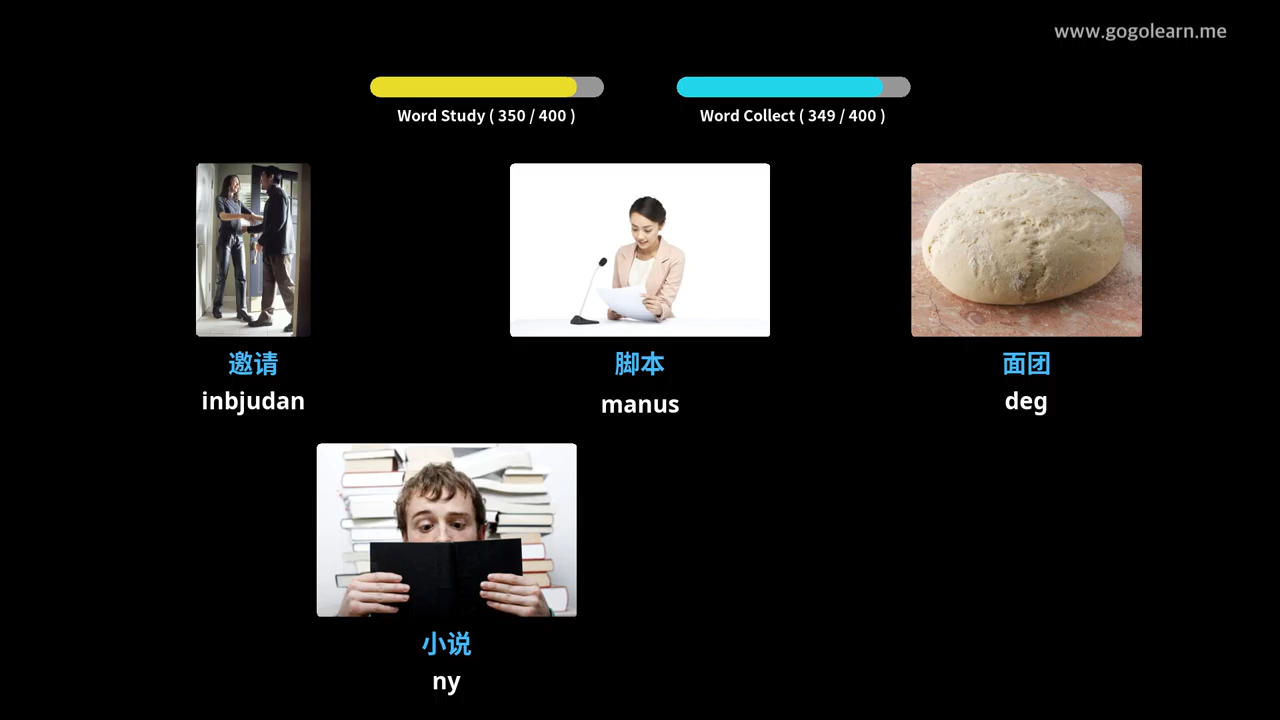 www.gogolearn.me
Word Study ( 350 / 400 )
Word Collect ( 349 / 400 )
邀请
inbjudan
脚本
manus
面团
deg
小说
ny